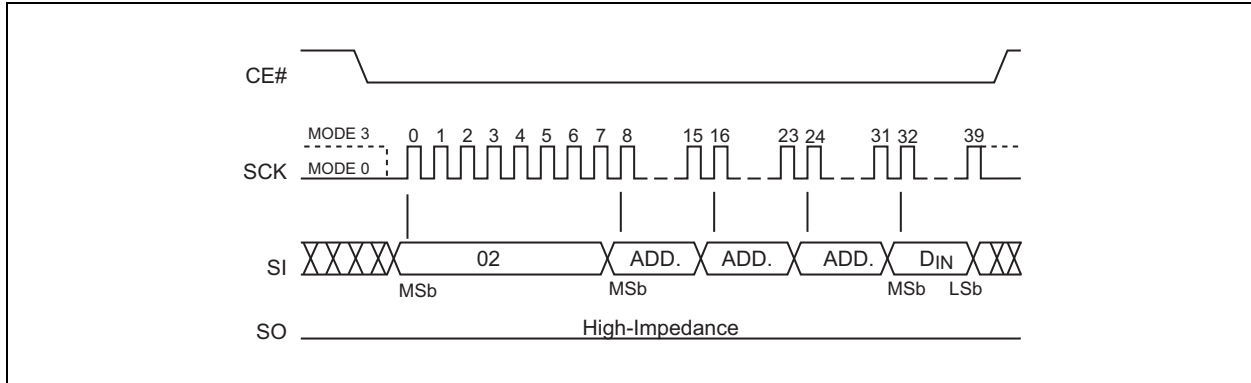 CE#
MODE 3 0 1 2 3 4 5 6 7 8 15 16 23 24 31 32 39
SCK MODE 0
SI 02 ADD. ADD. ADD. DIN
MSb MSb MSb LSb
SO High-Impedance